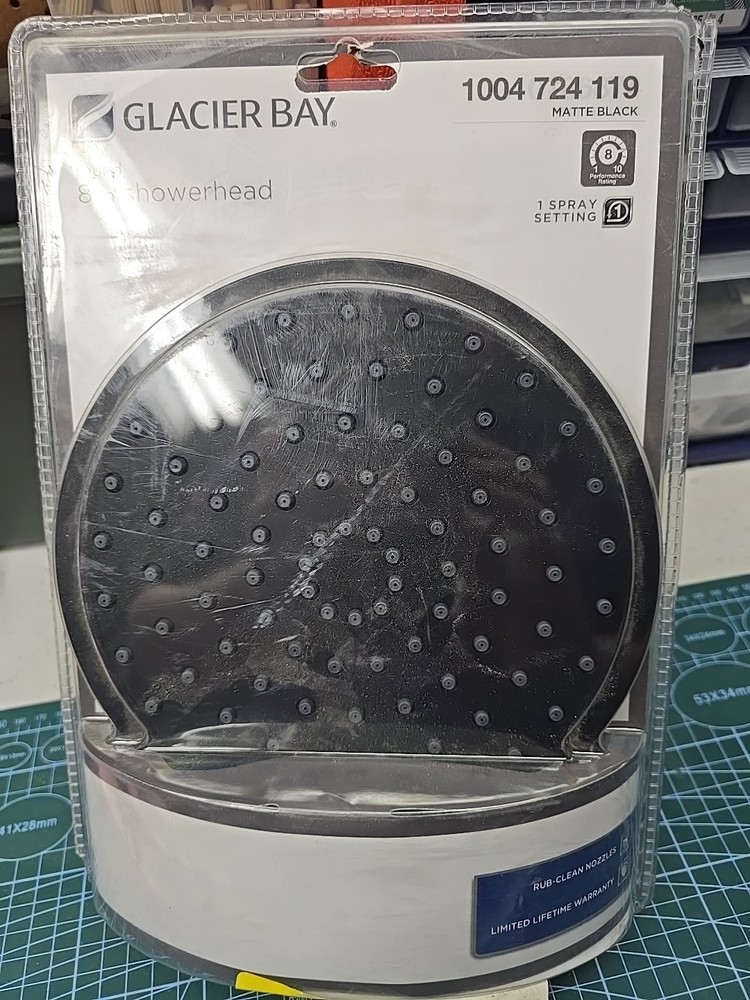 GLACIER BAY®
1004 724 119
MATTE BLACK
8
1 10
Performance
Rating
showerhead
1 SPRAY
SETTING
1
RUB-CLEAN NOZZLES
LIMITED LIFETIME WARRANTY
53X34mm
41X28mm